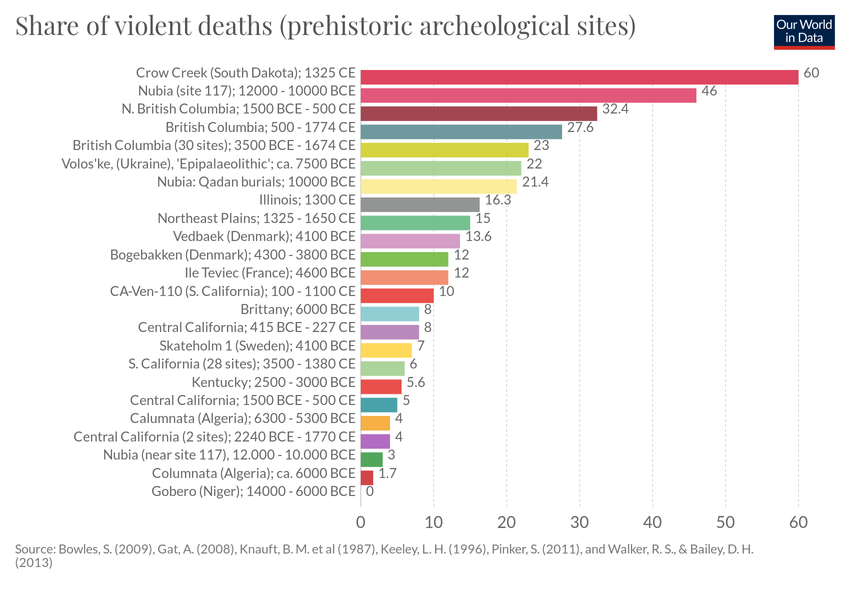 Share of violent deaths (prehistoric archeological sites)
Our World
in Data
Crow Creek (South Dakota); 1325 CE 60
Nubia (site 117); 12000 - 10000 BCE 46
N. British Columbia; 1500 BCE - 500 CE 32.4
British Columbia; 500 - 1774 CE 27.6
British Columbia (30 sites); 3500 BCE - 1674 CE 23
Volos'ke, (Ukraine), 'Epipalaeolithic'; ca. 7500 BCE 22
Nubia: Qadan burials; 10000 BCE 21.4
Illinois; 1300 CE 16.3
Northeast Plains; 1325 - 1650 CE 15
Vedbaek (Denmark); 4100 BCE 13.6
Bogebakken (Denmark); 4300 - 3800 BCE 12
Ile Teviec (France); 4600 BCE 12
CA-Ven-110 (S. California); 100 - 1100 CE 10
Brittany; 6000 BCE 8
Central California; 415 BCE - 227 CE 8
Skateholm 1 (Sweden); 4100 BCE 7
S. California (28 sites); 3500 - 1380 CE 6
Kentucky; 2500 - 3000 BCE 5.6
Central California; 1500 BCE - 500 CE 5
Calumnata (Algeria); 6300 - 5300 BCE 4
Central California (2 sites); 2240 BCE - 1770 CE 4
Nubia (near site 117), 12.000 - 10.000 BCE 3
Columnata (Algeria); ca. 6000 BCE 1.7
Gobero (Niger); 14000 - 6000 BCE 0
0 10 20 30 40 50 60
Source: Bowles, S. (2009), Gat, A. (2008), Knauft, B. M. et al (1987), Keeley, L. H. (1996), Pinker, S. (2011), and Walker, R. S., & Bailey, D. H.
(2013)